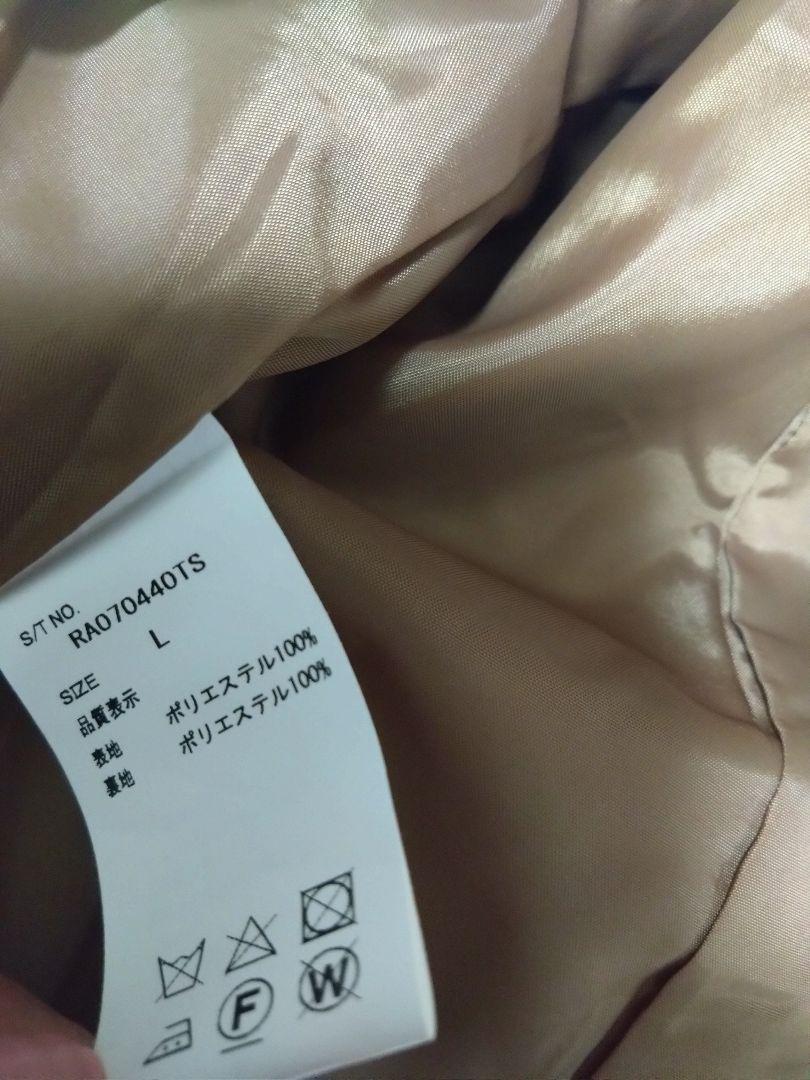 S/T NO.
RA070440TS
SIZE
L
品質表示
表地 ポリエステル100%
裏地 ポリエステル100%
F
W